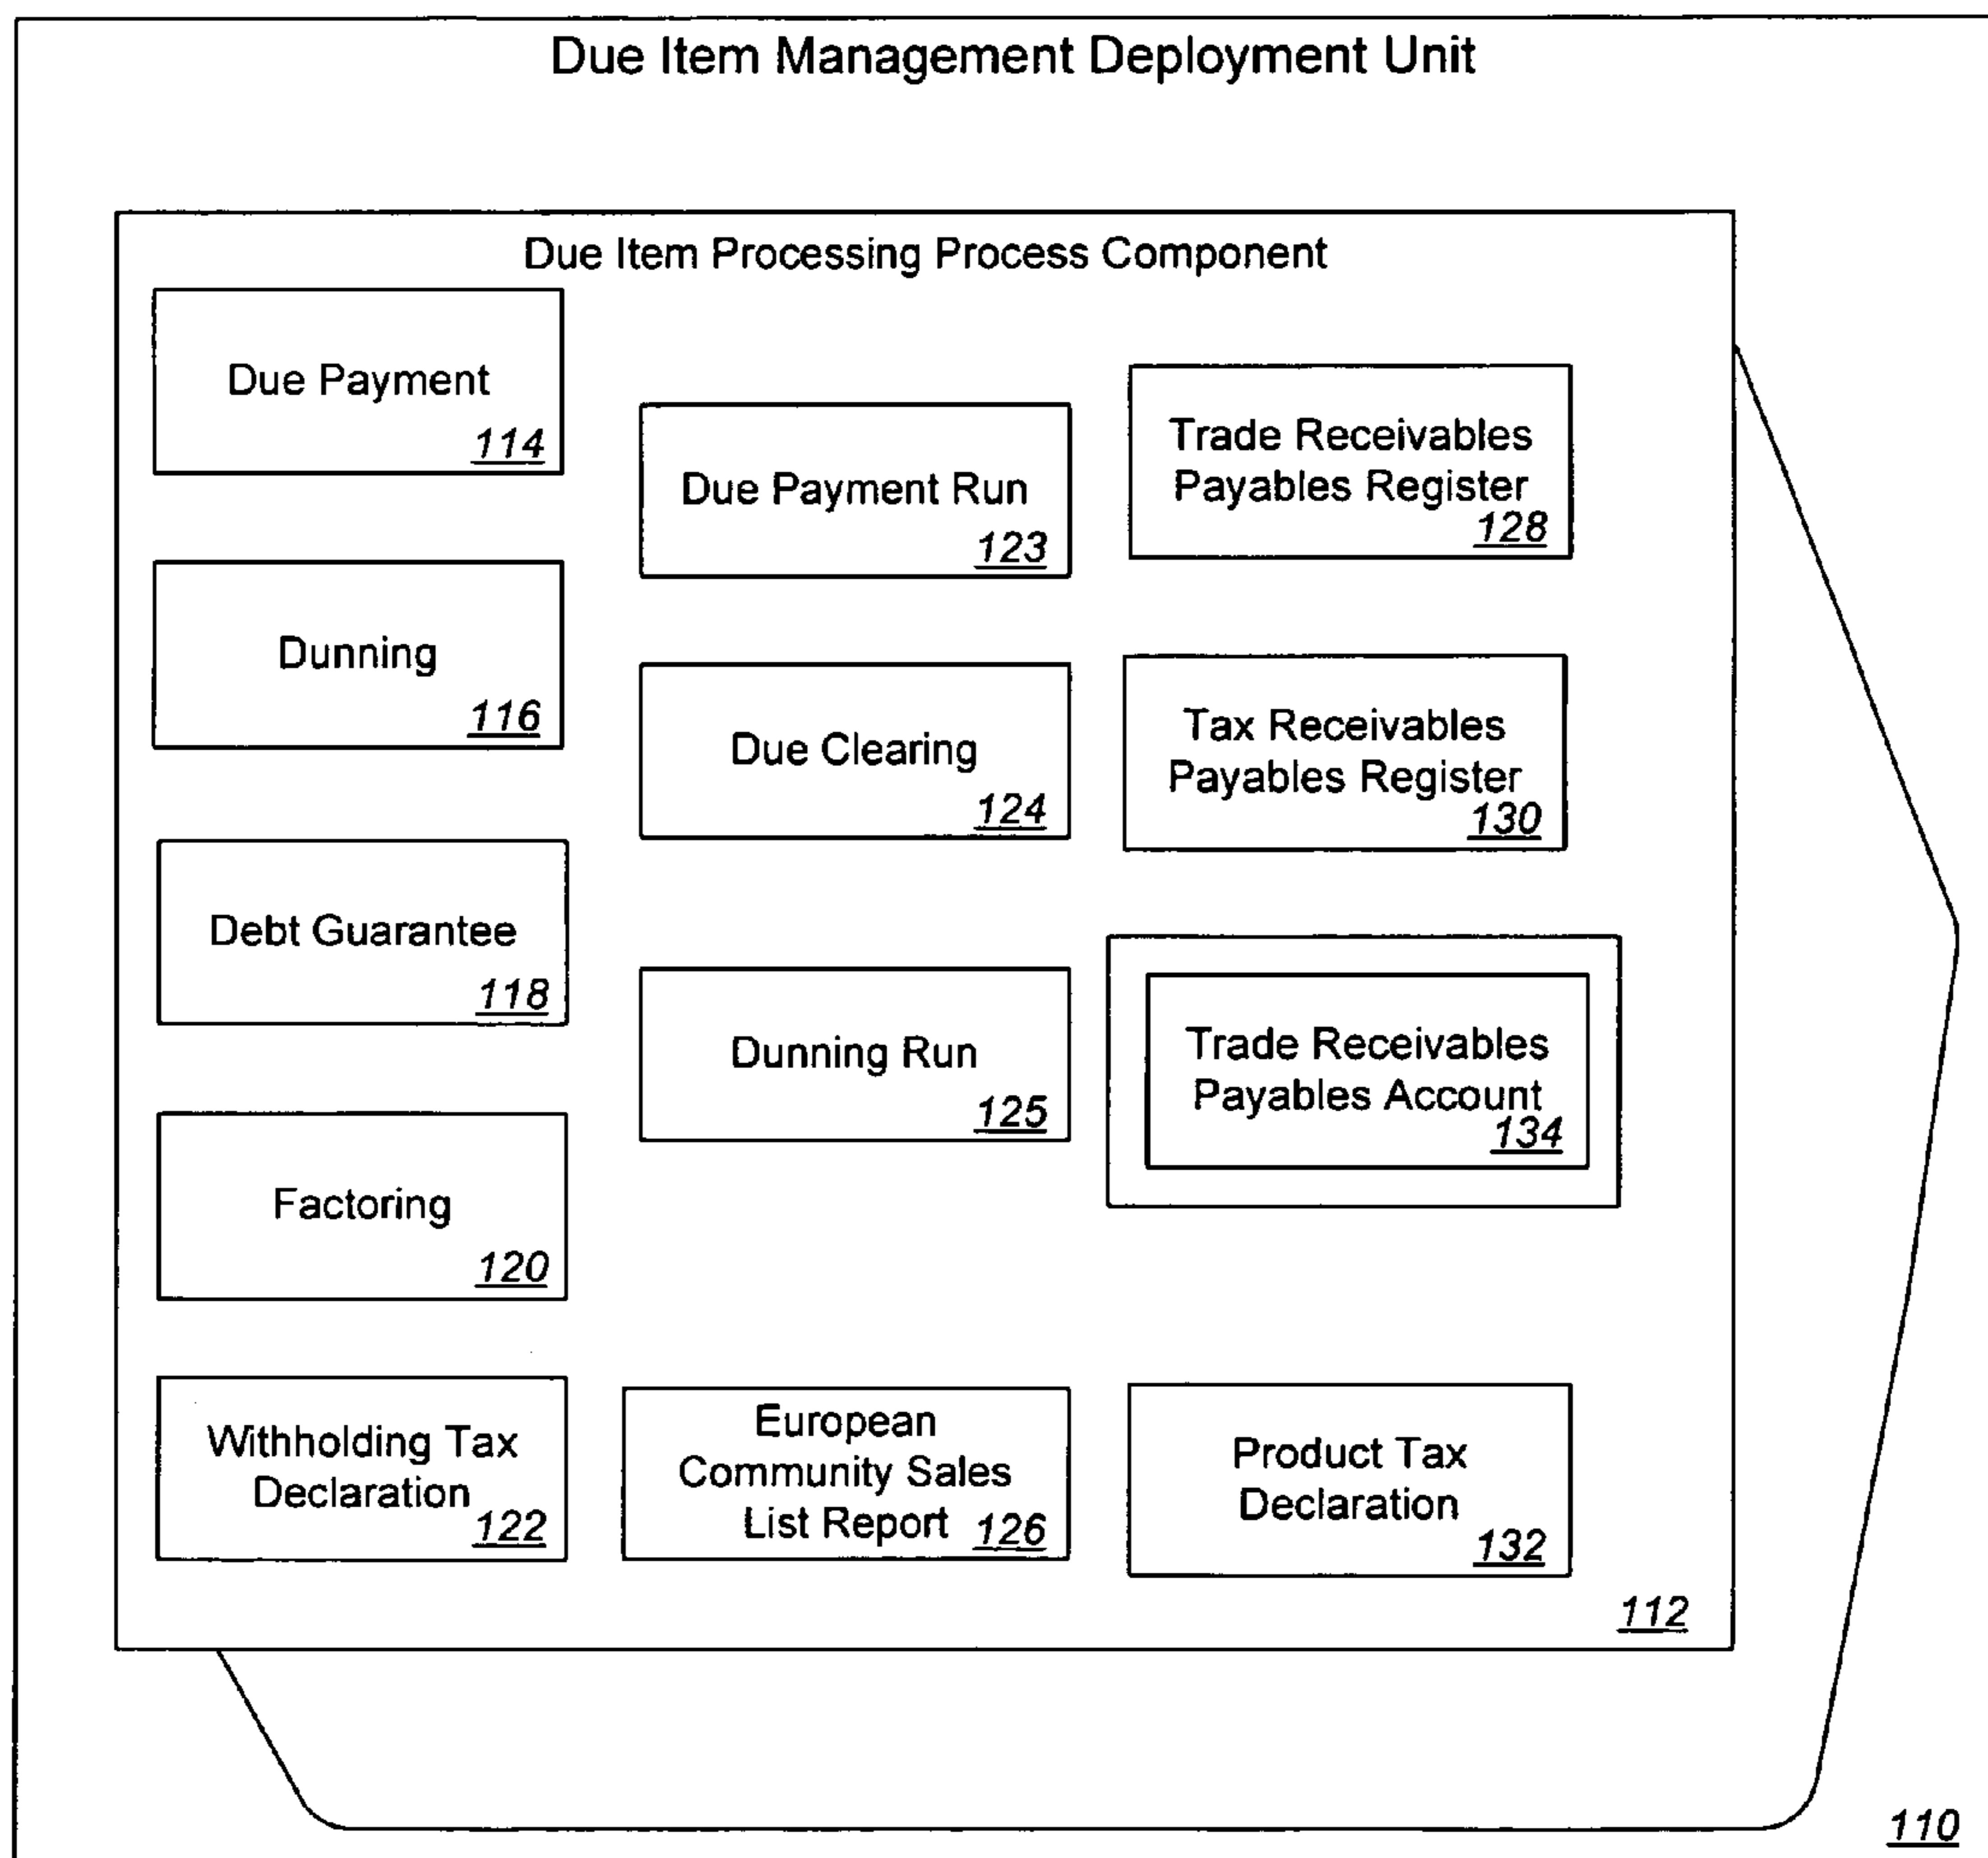 Due Item Management Deployment Unit
Due Item Processing Process Component
Due Payment
114
Dunning
116
Debt Guarantee
118
Factoring
120
Withholding Tax
Declaration
122
Due Payment Run
123
Due Clearing
124
Dunning Run
125
European
Community Sales
List Report 126
Trade Receivables
Payables Register
128
Tax Receivables
Payables Register
130
Trade Receivables
Payables Account
134
Product Tax
Declaration
132
112
110